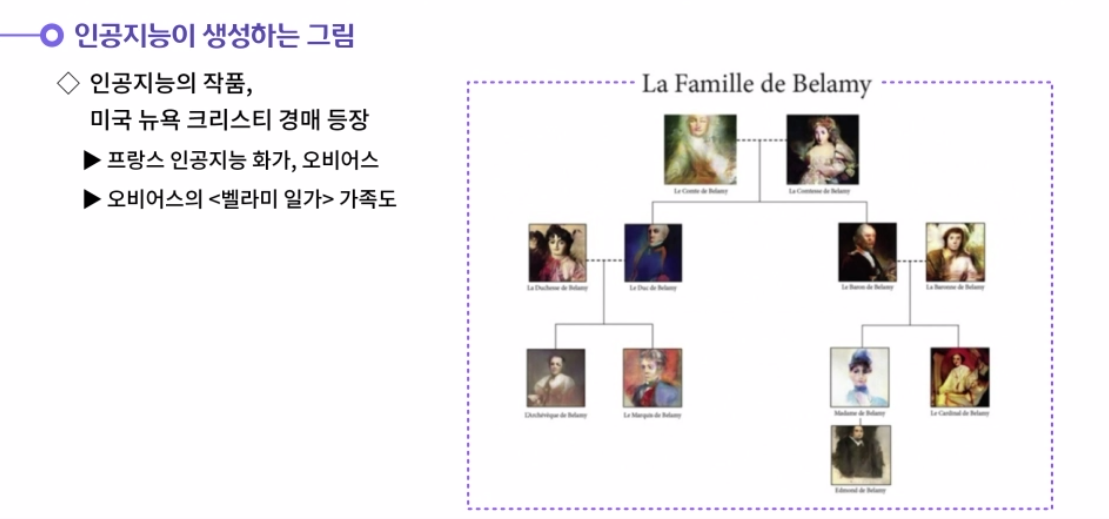 인공지능이 생성하는 그림
◇ 인공지능의 작품,
미국 뉴욕 크리스티 경매 등장
▶ 프랑스 인공지능 화가, 오비어스
▶ 오비어스의 <벨라미 일가> 가족도
La Famille de Belamy
Le Comte de Belamy
La Comtesse de Belamy
La Duchesse de Belamy
Le Duc de Belamy
Le Baron de Belamy
La Baronne de Belamy
L'Archévêque de Belamy
Le Marquis de Belamy
Madame de Belamy
Le Cardinal de Belamy
Edmond de Belamy